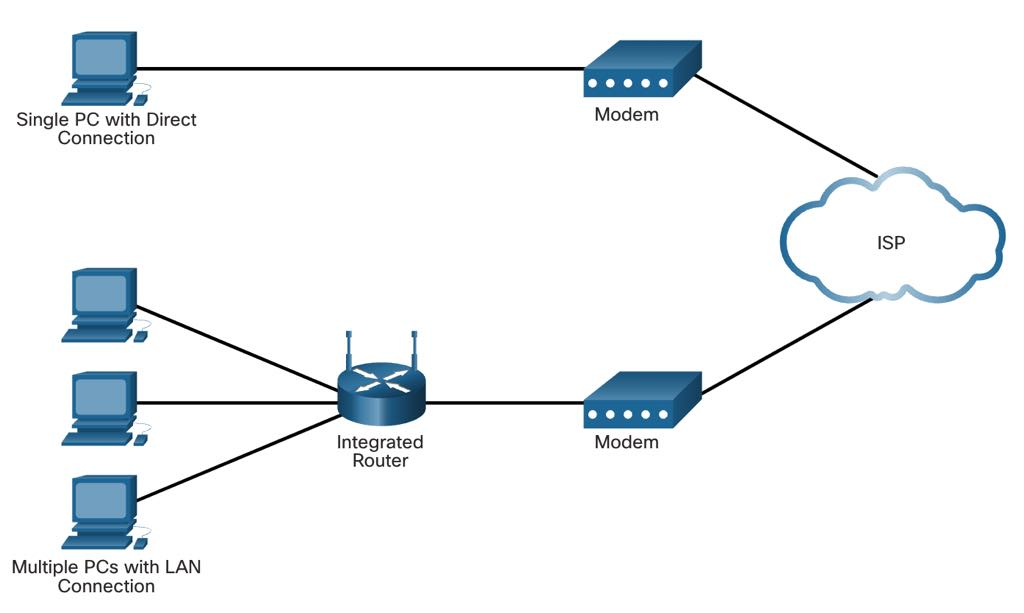 Single PC with Direct
Connection
Modem
ISP
Integrated
Router
Modem
Multiple PCs with LAN
Connection